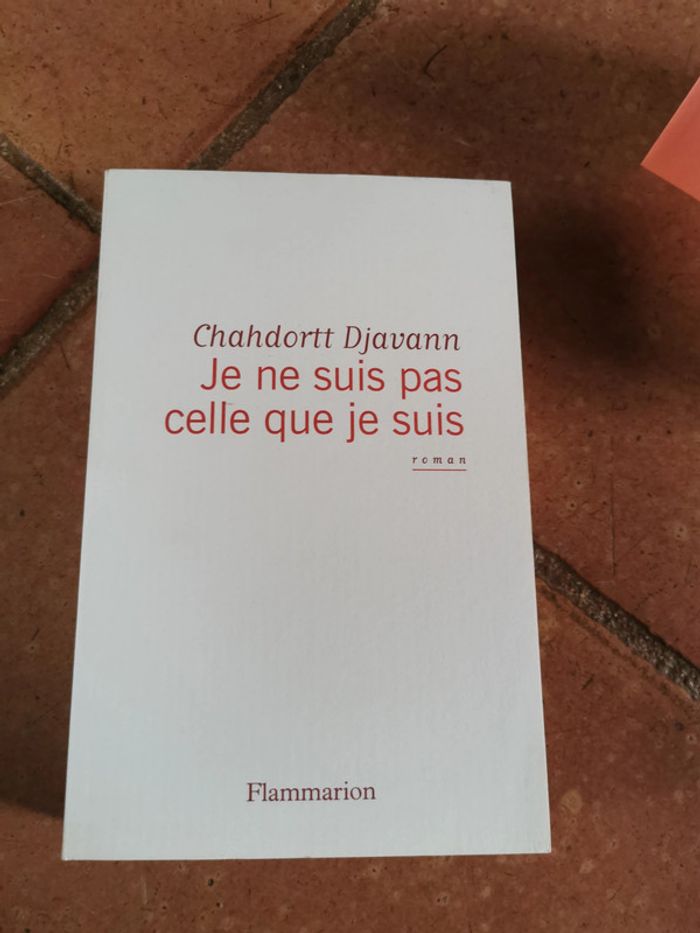 Chahdortt Djavann
Je ne suis pas
celle que je suis
roman
Flammarion